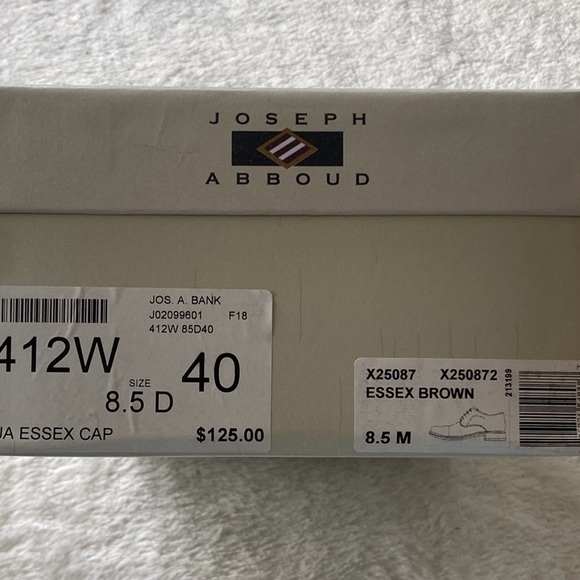 JOSEPH
ABBOUD
JOS. A. BANK
J02099601 F18
412W 85D40
412W
SIZE
8.5 D
40
JA ESSEX CAP
$125.00
X25087 X250872
ESSEX BROWN
8.5 M
213199